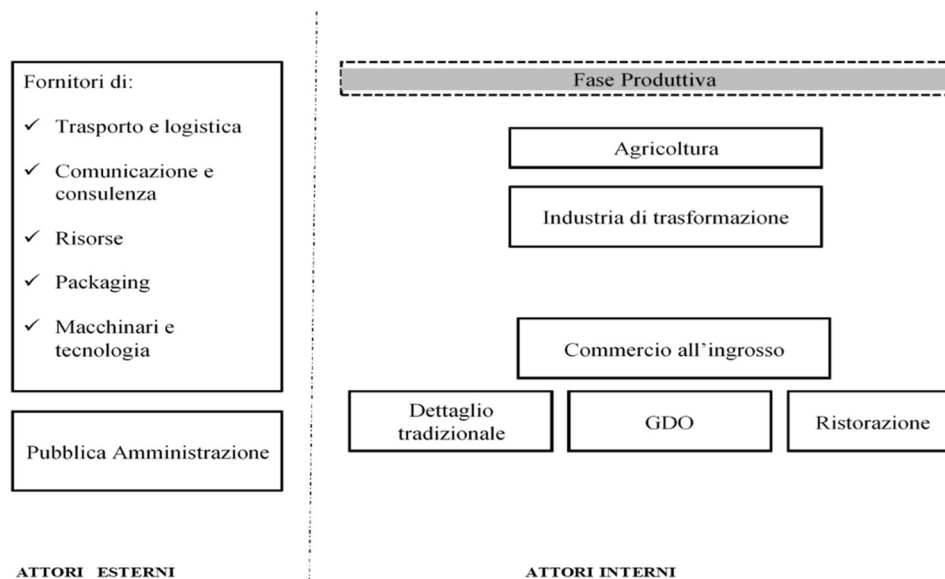 Fornitori di:
Trasporto e logistica
Comunicazione e
consulenza
Risorse
Packaging
Macchinari e
tecnologia
Pubblica Amministrazione
ATTORI ESTERNI
Fase Produttiva
Agricoltura
Industria di trasformazione
Commercio all'ingrosso
Dettaglio
tradizionale
GDO
Ristorazione
ATTORI INTERNI